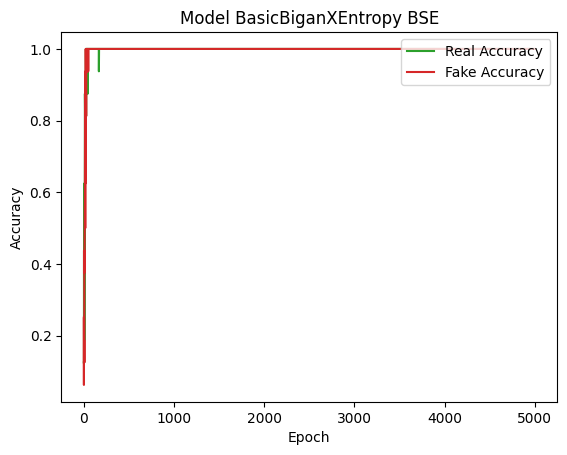 Model BasicBiganXEntropy BSE
1.0
0.8
0.6
0.4
0.2
Accuracy
Real Accuracy
Fake Accuracy
0
1000
2000
3000
4000
5000
Epoch